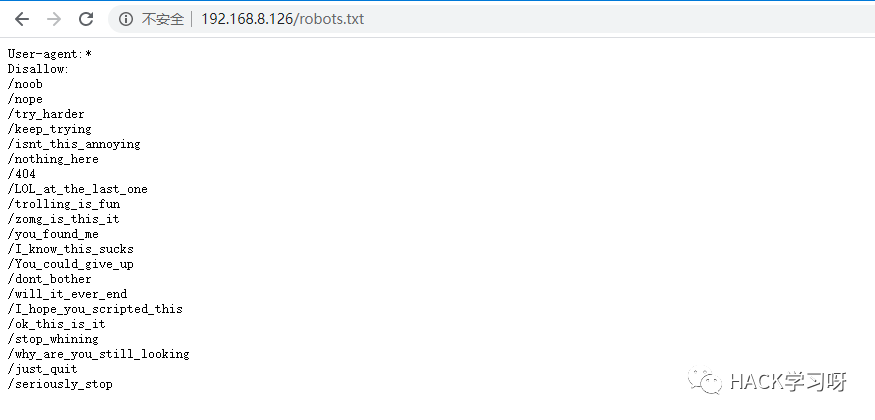 不安全 192.168.8.126/robots.txt
User-agent:*
Disallow:
/noob
/nope
/try_harder
/keep_trying
/isnt_this_annoying
/nothing_here
/404
/LOL_at_the_last_one
/trolling_is_fun
/zomg_is_this_it
/you_found_me
/I_know_this_sucks
/You_could_give_up
/dont_bother
/will_it_ever_end
/I_hope_you_scripted_this
/ok_this_is_it
/stop_whining
/why_are_you_still_looking
/just_quit
/seriously_stop
HACK学习呀